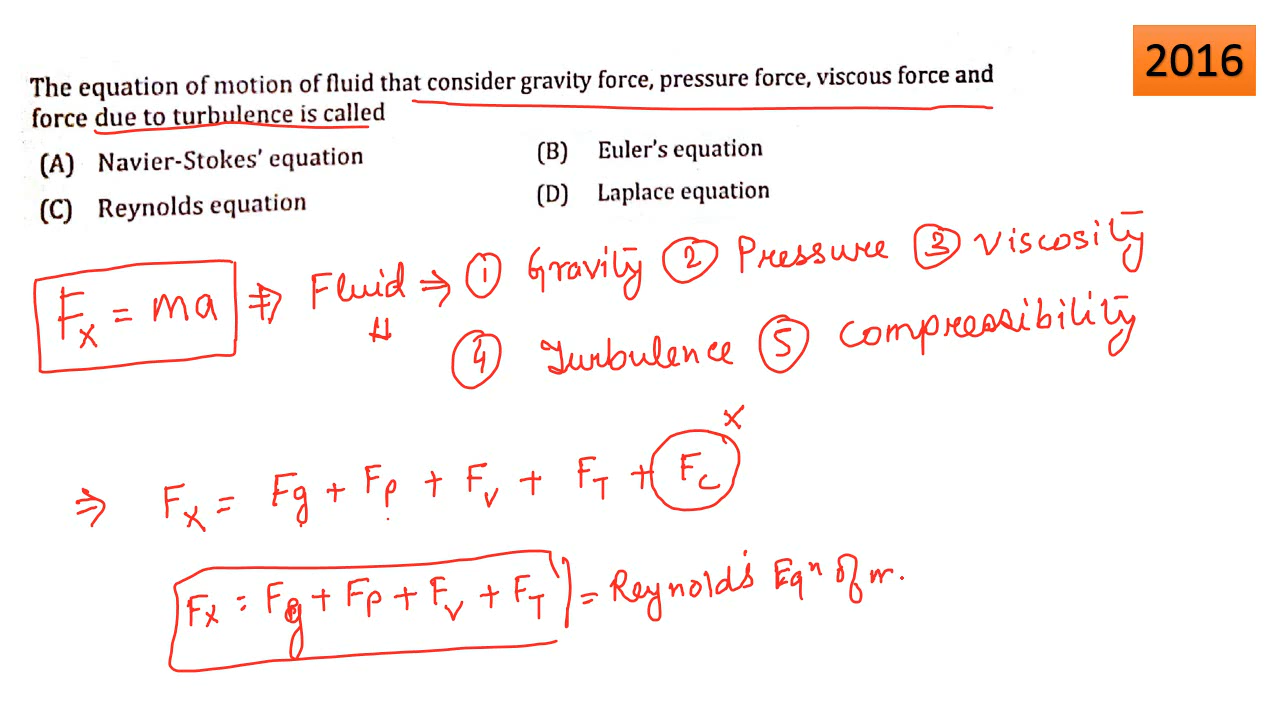 2016
The equation of motion of fluid that consider gravity force, pressure force, viscous force and
force due to turbulence is called
(A) Navier-Stokes' equation (B) Euler's equation
(C) Reynolds equation (D) Laplace equation
Fx = ma ⇒ Fluid ⇒ ① Gravity ② Pressure ③ Viscosity
④ Turbulence ⑤ Compressibility
⇒ Fx = Fg + Fp + Fv + FT + Fc x
Fx = Fg + Fp + Fv + FT = Reynold's Eqn of m.